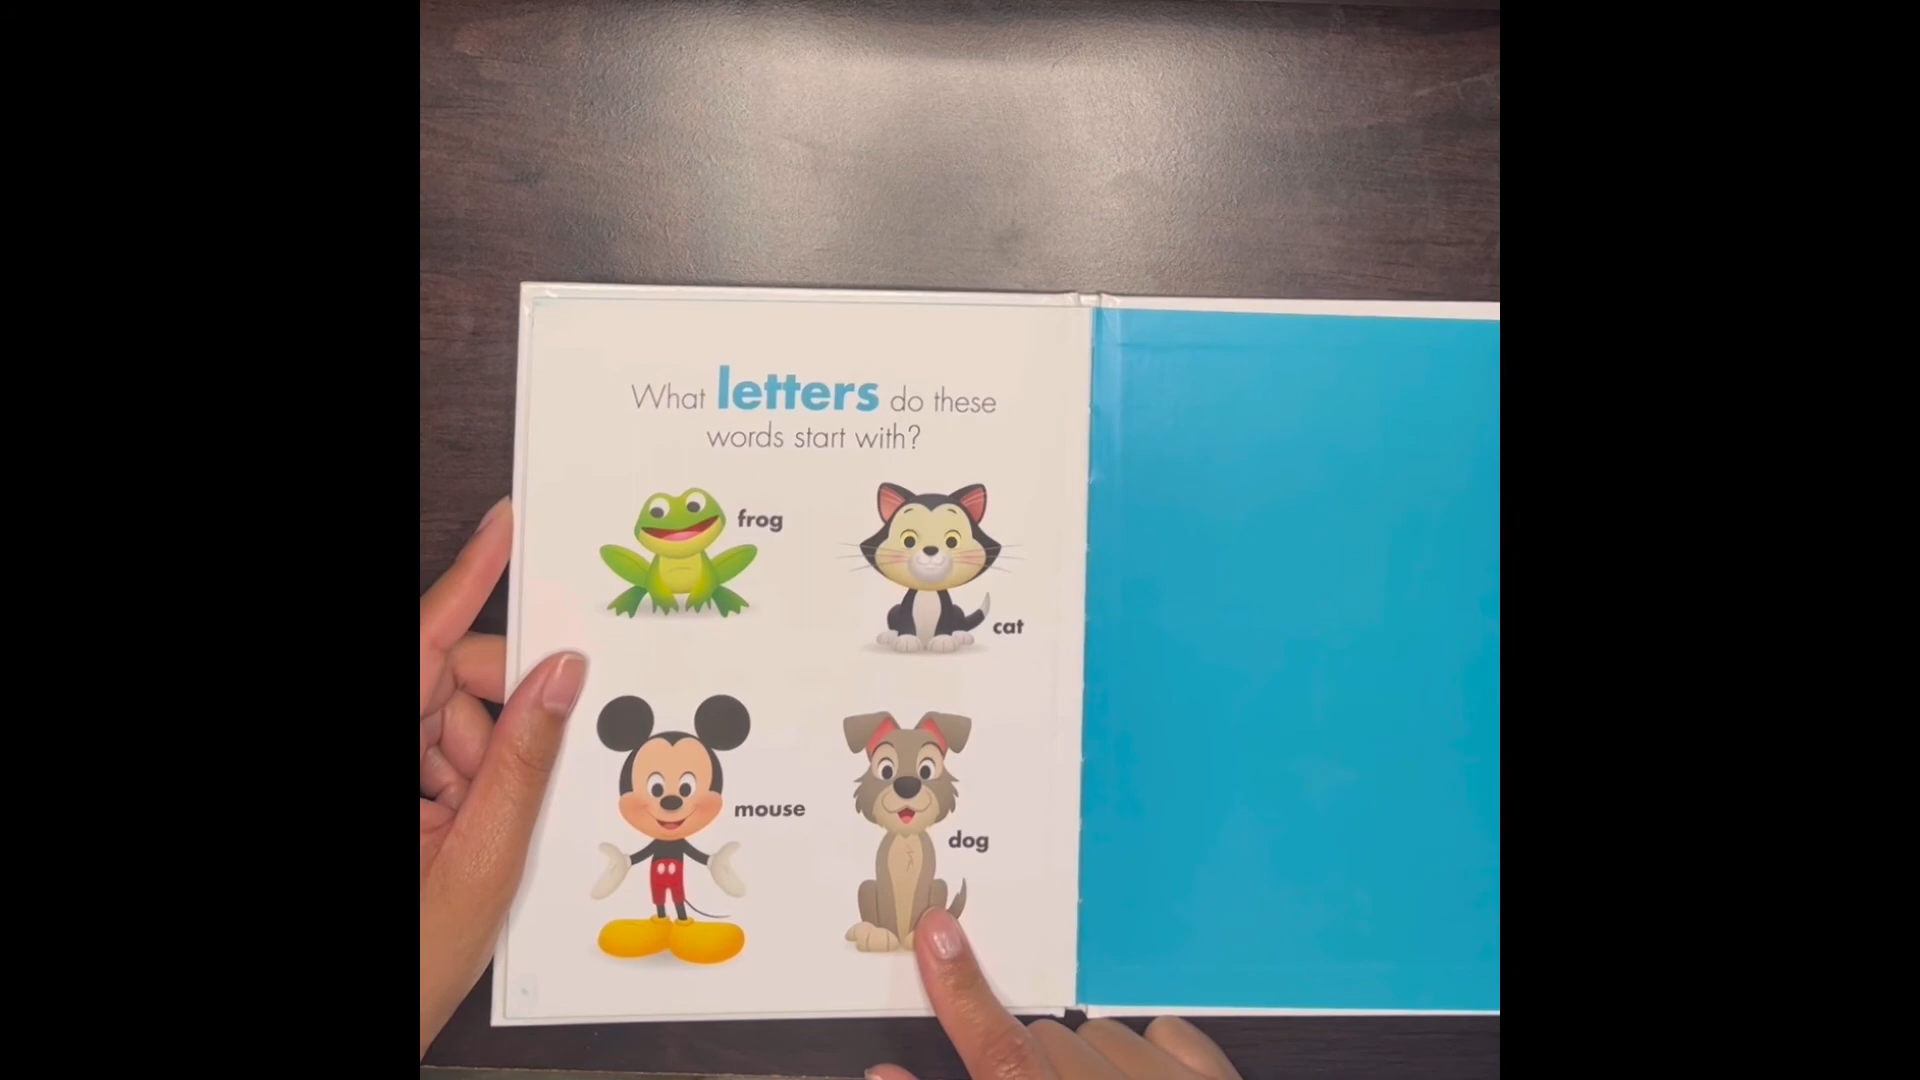 What letters do these
words start with?
frog
cat
mouse
dog